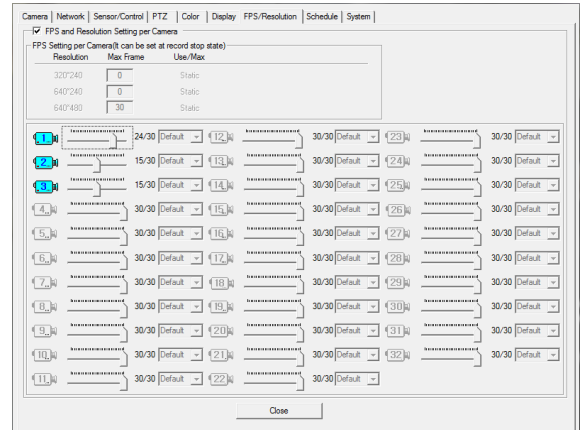 Camera Network Sensor/Control PTZ Color Display FPS/Resolution Schedule System
FPS and Resolution Setting per Camera
FPS Setting per Camera(It can be set at record stop state)
Resolution Max Frame Use/Max
320*240 0 Static
640*240 0 Static
640*480 30 Static
1 24/30 Default 12 30/30 Default 23 30/30 Default
2 15/30 Default 13 30/30 Default 24 30/30 Default
3 15/30 Default 14 30/30 Default 25 30/30 Default
4 30/30 Default 15 30/30 Default 26 30/30 Default
5 30/30 Default 16 30/30 Default 27 30/30 Default
6 30/30 Default 17 30/30 Default 28 30/30 Default
7 30/30 Default 18 30/30 Default 29 30/30 Default
8 30/30 Default 19 30/30 Default 30 30/30 Default
9 30/30 Default 20 30/30 Default 31 30/30 Default
10 30/30 Default 21 30/30 Default 32 30/30 Default
11 30/30 Default 22 30/30 Default
Close